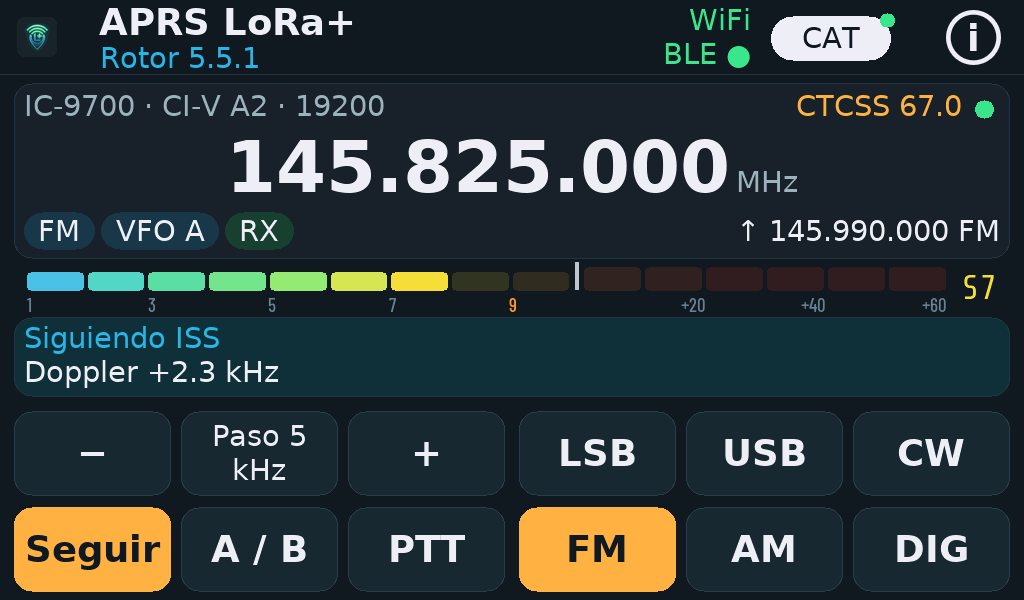 APRS LoRa+
Rotor 5.5.1
WiFi
BLE
CAT
i
IC-9700 · CI-V A2 · 19200
CTCSS 67.0
145.825.000 MHz
FM VFO A RX
↑ 145.990.000 FM
1 3 5 7 9 +20 +40 +60
S7
Siguiendo ISS
Doppler +2.3 kHz
− Paso 5 kHz + LSB USB CW
Seguir A / B PTT FM AM DIG